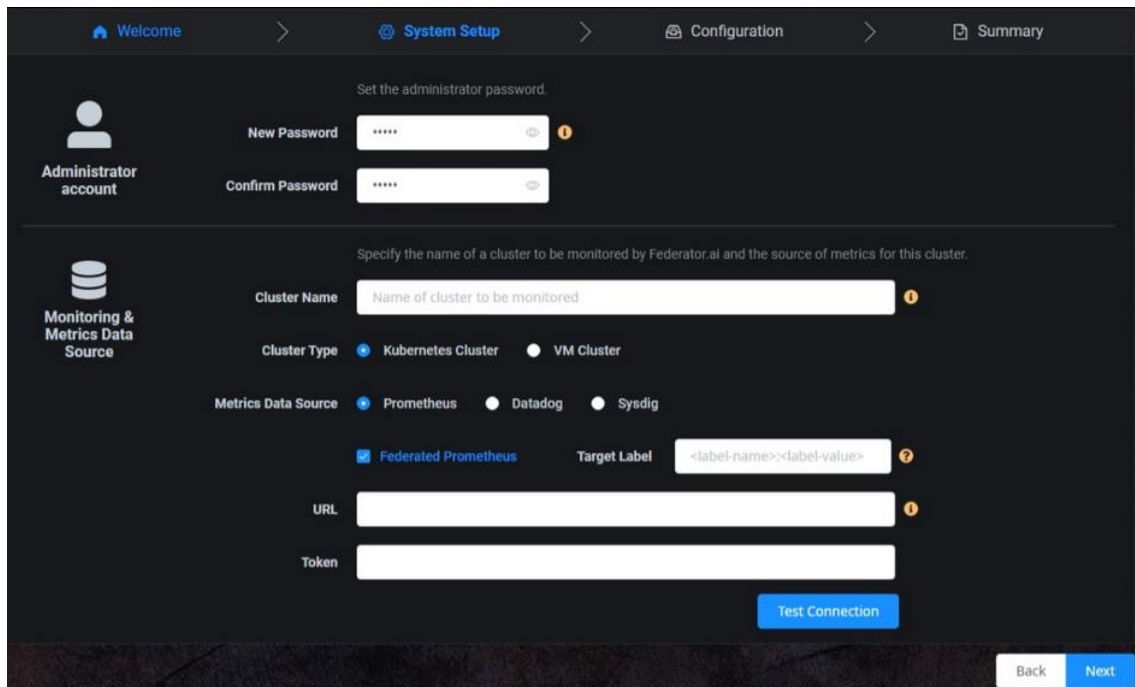 Welcome > System Setup > Configuration > Summary
Set the administrator password.
New Password •••••
Administrator account
Confirm Password •••••
Specify the name of a cluster to be monitored by Federator.ai and the source of metrics for this cluster.
Cluster Name Name of cluster to be monitored
Monitoring & Metrics Data Source
Cluster Type Kubernetes Cluster VM Cluster
Metrics Data Source Prometheus Datadog Sysdig
Federated Prometheus Target Label <label-name>:<label-value>
URL
Token
Test Connection
Back Next